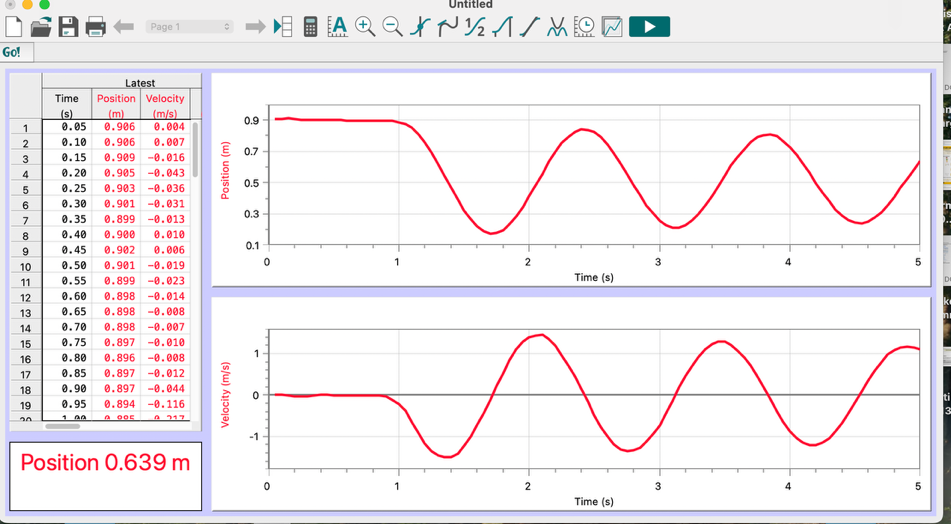 Untitled
Page 1
Go!
Latest
Time Position Velocity
(s) (m) (m/s)
1 0.05 0.906 0.004
2 0.10 0.906 0.007
3 0.15 0.909 -0.016
4 0.20 0.905 -0.043
5 0.25 0.903 -0.036
6 0.30 0.901 -0.031
7 0.35 0.899 -0.013
8 0.40 0.900 0.010
9 0.45 0.902 0.006
10 0.50 0.901 -0.019
11 0.55 0.899 -0.023
12 0.60 0.898 -0.014
13 0.65 0.898 -0.008
14 0.70 0.898 -0.007
15 0.75 0.897 -0.010
16 0.80 0.896 -0.008
17 0.85 0.897 -0.012
18 0.90 0.897 -0.044
19 0.95 0.894 -0.116
20 1.00 0.885 -0.217
Position 0.639 m
Position (m)
0.9
0.7
0.5
0.3
0.1
0 1 2 3 4 5
Time (s)
Velocity (m/s)
1
0
-1
0 1 2 3 4 5
Time (s)